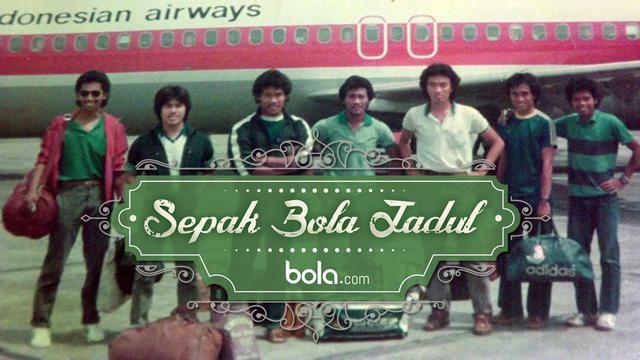 donesian airways
Sepak Bola Jadul
bola.com
adidas